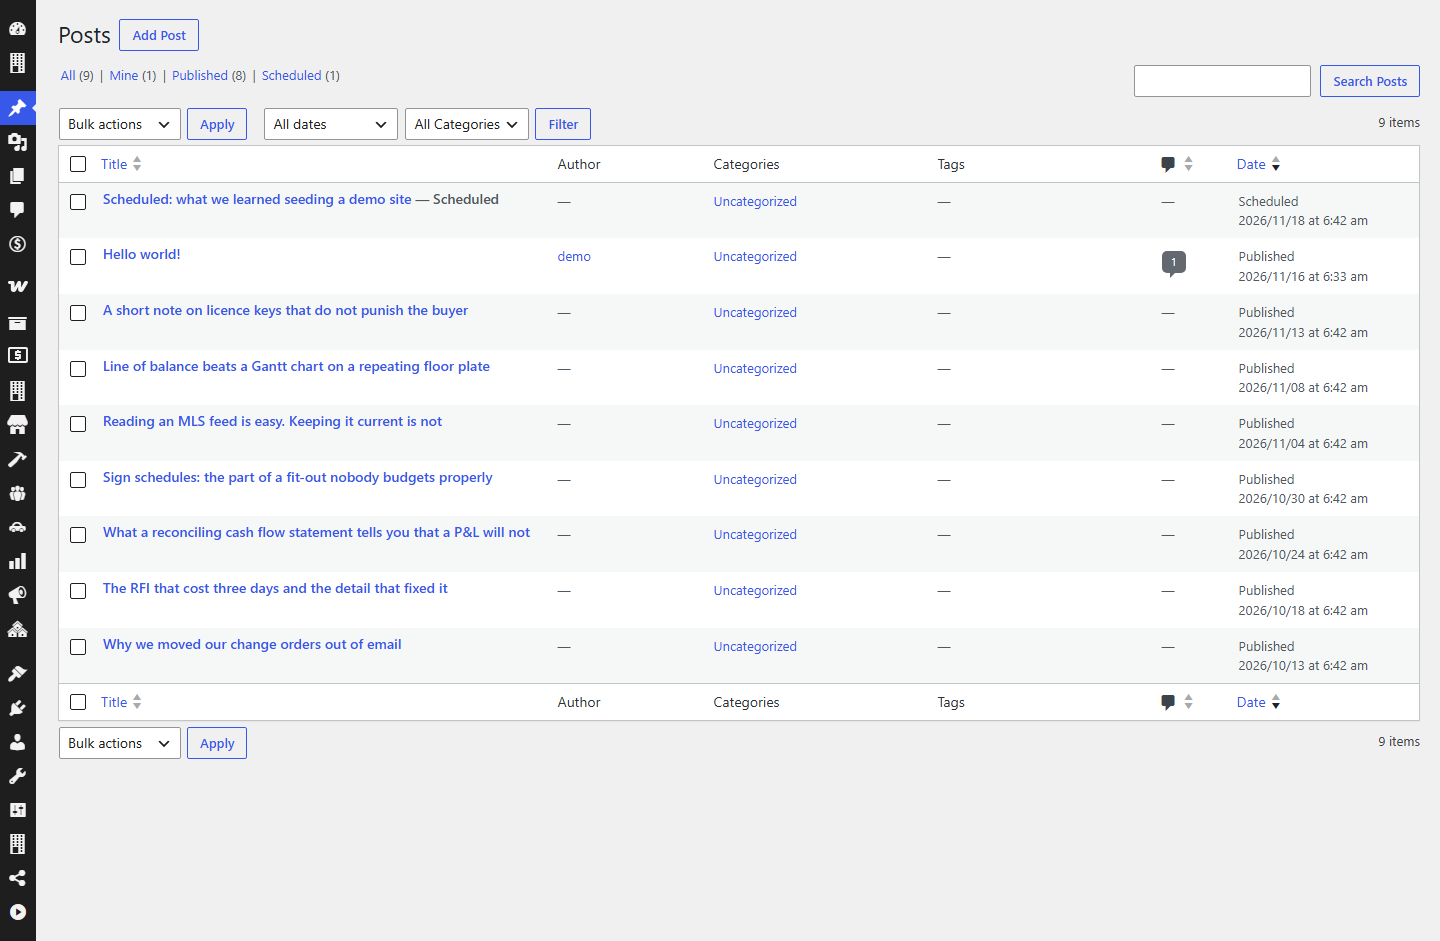 Posts Add Post
All (9) | Mine (1) | Published (8) | Scheduled (1)
Search Posts
Bulk actions Apply All dates All Categories Filter 9 items
Title Author Categories Tags Date
Scheduled: what we learned seeding a demo site — Scheduled — Uncategorized — — Scheduled
2026/11/18 at 6:42 am
Hello world! demo Uncategorized — 1 Published
2026/11/16 at 6:33 am
A short note on licence keys that do not punish the buyer — Uncategorized — — Published
2026/11/13 at 6:42 am
Line of balance beats a Gantt chart on a repeating floor plate — Uncategorized — — Published
2026/11/08 at 6:42 am
Reading an MLS feed is easy. Keeping it current is not — Uncategorized — — Published
2026/11/04 at 6:42 am
Sign schedules: the part of a fit-out nobody budgets properly — Uncategorized — — Published
2026/10/30 at 6:42 am
What a reconciling cash flow statement tells you that a P&L will not — Uncategorized — — Published
2026/10/24 at 6:42 am
The RFI that cost three days and the detail that fixed it — Uncategorized — — Published
2026/10/18 at 6:42 am
Why we moved our change orders out of email — Uncategorized — — Published
2026/10/13 at 6:42 am
Title Author Categories Tags Date
Bulk actions Apply 9 items